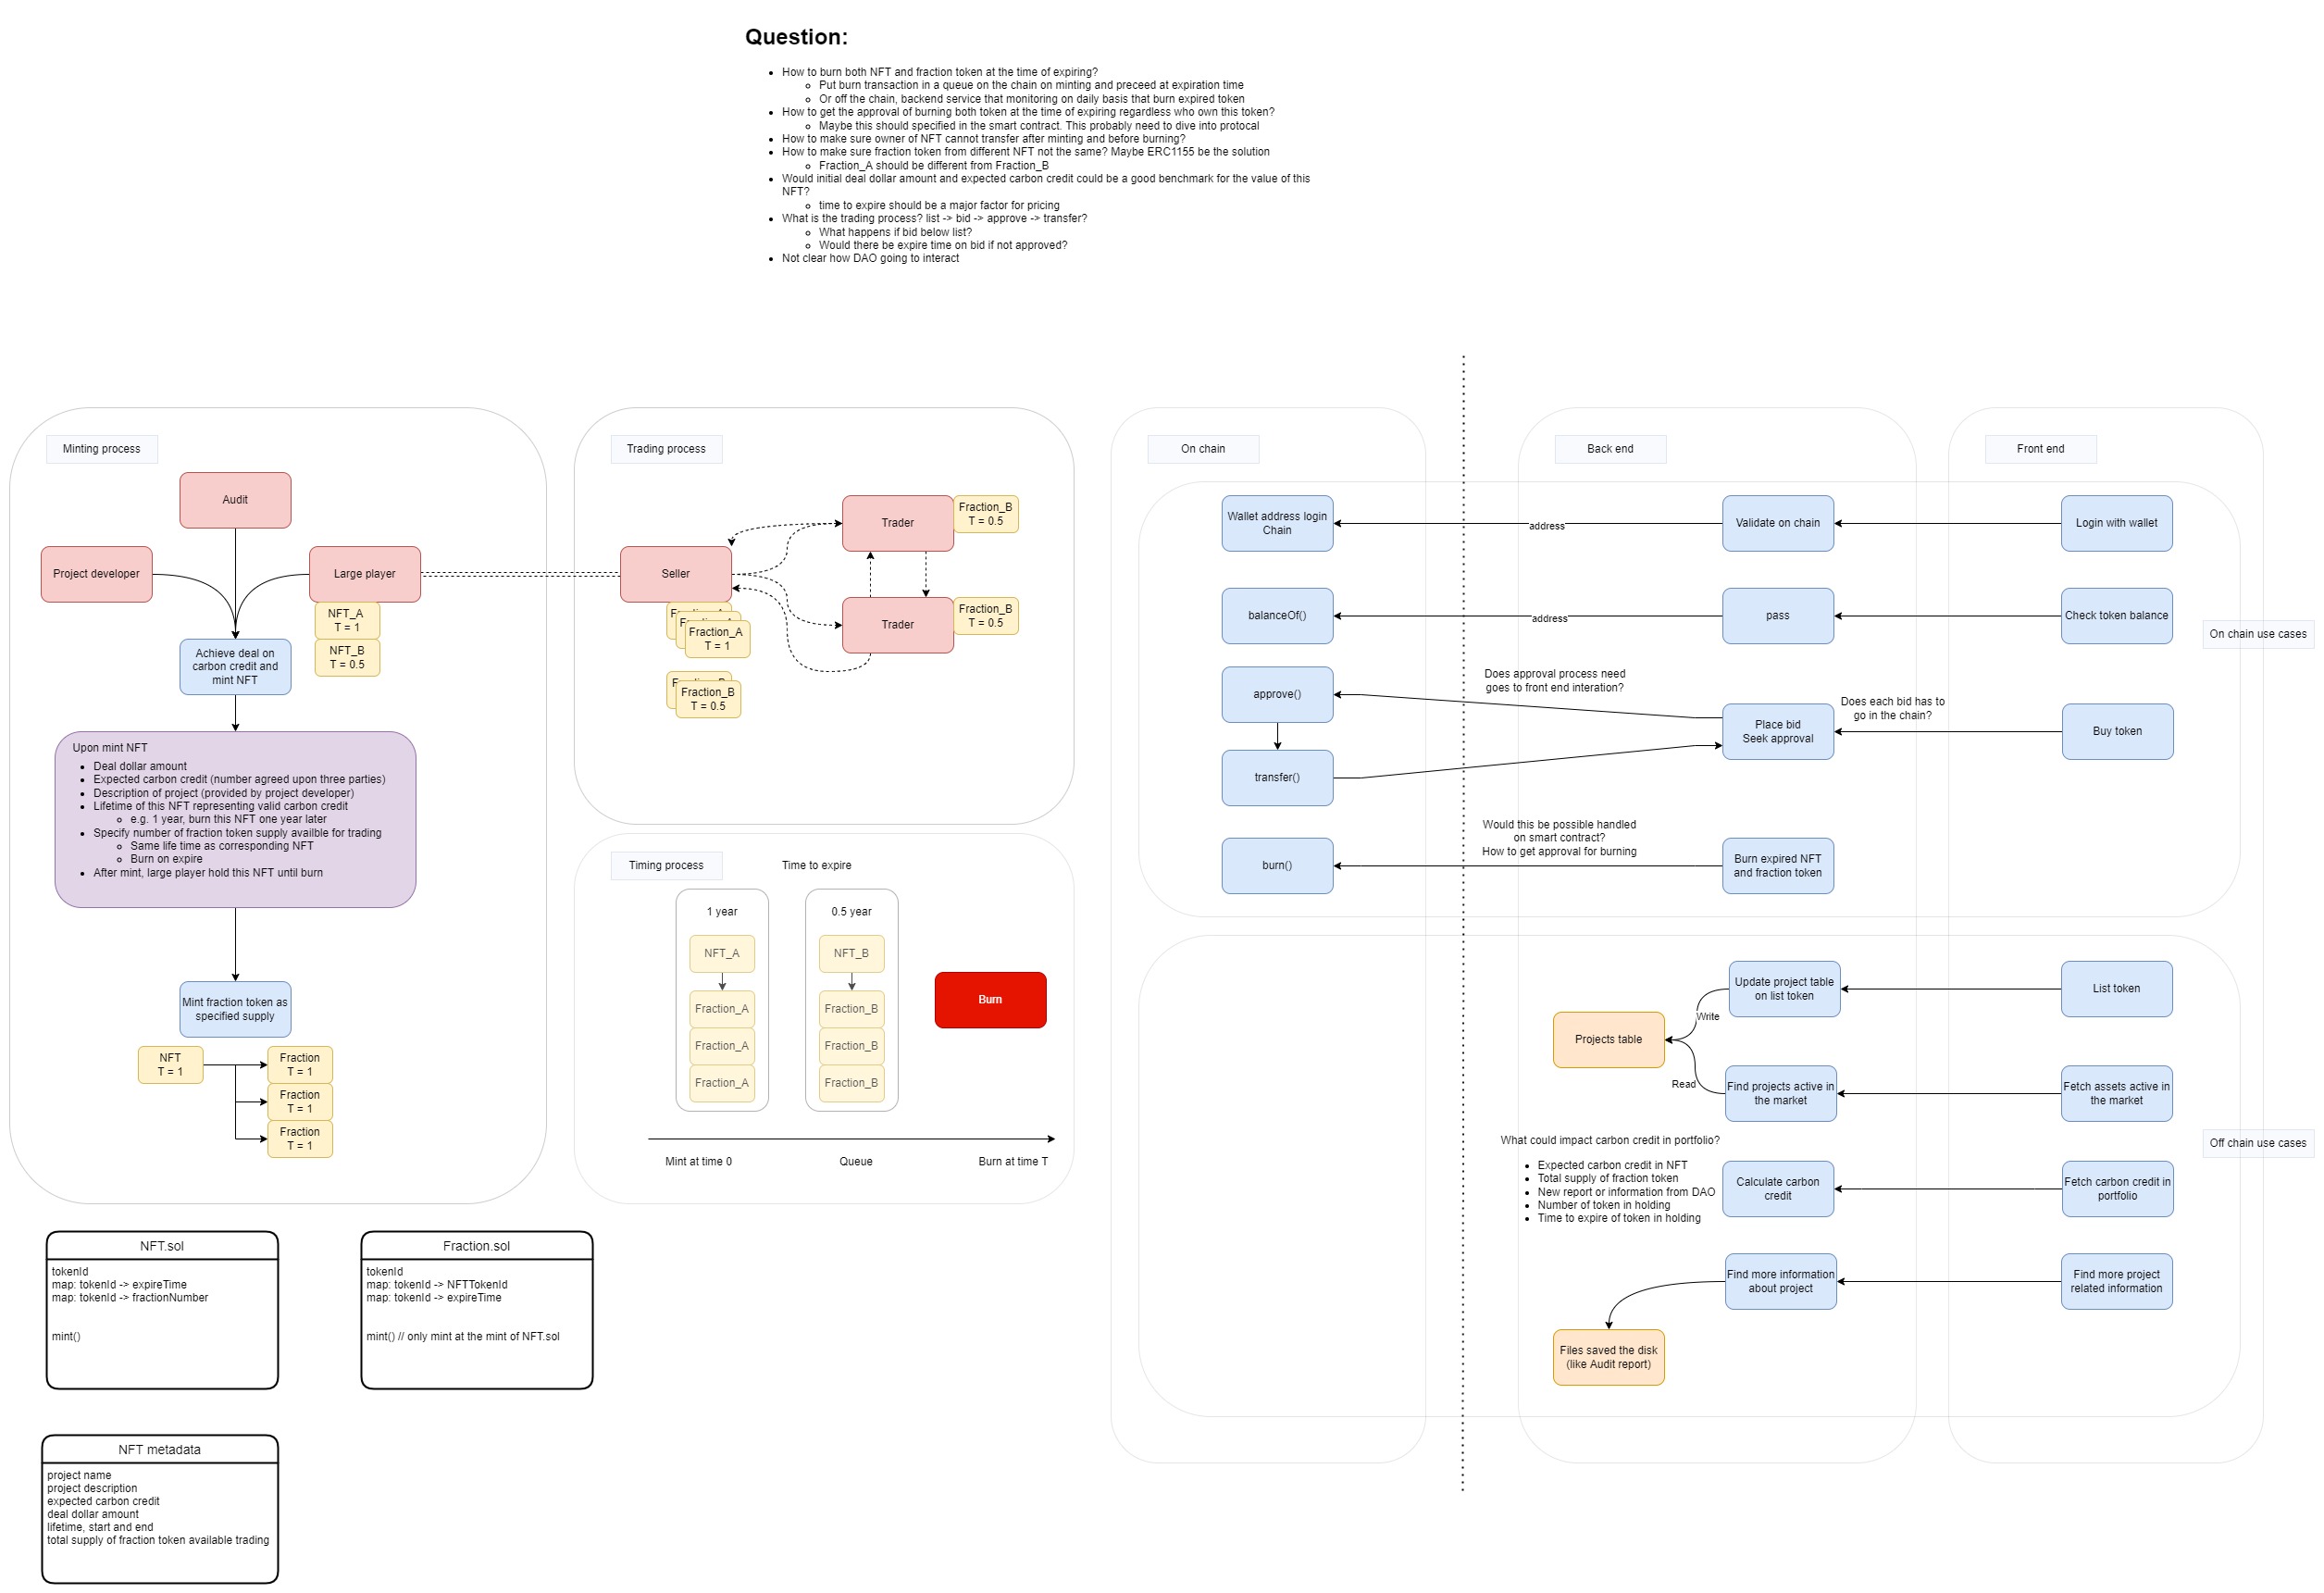 Question:
How to burn both NFT and fraction token at the time of expiring?
Put burn transaction in a queue on the chain on minting and preceed at expiration time
Or off the chain, backend service that monitoring on daily basis that burn expired token
How to get the approval of burning both token at the time of expiring regardless who own this token?
Maybe this should specified in the smart contract. This probably need to dive into protocal
How to make sure owner of NFT cannot transfer after minting and before burning?
How to make sure fraction token from different NFT not the same? Maybe ERC1155 be the solution
Fraction_A should be different from Fraction_B
Would initial deal dollar amount and expected carbon credit could be a good benchmark for the value of this
NFT?
time to expire should be a major factor for pricing
What is the trading process? list -> bid -> approve -> transfer?
What happens if bid below list?
Would there be expire time on bid if not approved?
Not clear how DAO going to interact
Minting process
Audit
Project developer
Large player
NFT_A
T = 1
NFT_B
T = 0.5
Achieve deal on
carbon credit and
mint NFT
Upon mint NFT
Deal dollar amount
Expected carbon credit (number agreed upon three parties)
Description of project (provided by project developer)
Lifetime of this NFT representing valid carbon credit
e.g. 1 year, burn this NFT one year later
Specify number of fraction token supply availble for trading
Same life time as corresponding NFT
Burn on expire
After mint, large player hold this NFT until burn
Mint fraction token as
specified supply
NFT
T = 1
Fraction
T = 1
Fraction
T = 1
Fraction
T = 1
Trading process
Seller
Trader
Fraction_B
T = 0.5
Trader
Fraction_B
T = 0.5
Fraction_A
T = 1
Fraction_B
T = 0.5
Timing process
Time to expire
1 year
NFT_A
Fraction_A
Fraction_A
Fraction_A
0.5 year
NFT_B
Fraction_B
Fraction_B
Fraction_B
Burn
Mint at time 0
Queue
Burn at time T
On chain
Back end
Front end
Wallet address login
Chain
address
Validate on chain
Login with wallet
balanceOf()
address
pass
Check token balance
On chain use cases
approve()
Does approval process need
goes to front end interation?
Place bid
Seek approval
Does each bid has to
go in the chain?
Buy token
transfer()
burn()
Would this be possible handled
on smart contract?
How to get approval for burning
Burn expired NFT
and fraction token
Update project table
on list token
List token
Write
Projects table
Read
Find projects active in
the market
Fetch assets active in
the market
Off chain use cases
What could impact carbon credit in portfolio?
Expected carbon credit in NFT
Total supply of fraction token
New report or information from DAO
Number of token in holding
Time to expire of token in holding
Calculate carbon
credit
Fetch carbon credit in
portfolio
Find more information
about project
Find more project
related information
Files saved the disk
(like Audit report)
NFT.sol
tokenId
map: tokenId -> expireTime
map: tokenId -> fractionNumber
mint()
Fraction.sol
tokenId
map: tokenId -> NFTTokenId
map: tokenId -> expireTime
mint() // only mint at the mint of NFT.sol
NFT metadada
project name
project description
expected carbon credit
deal dollar amount
lifetime, start and end
total supply of fraction token available trading